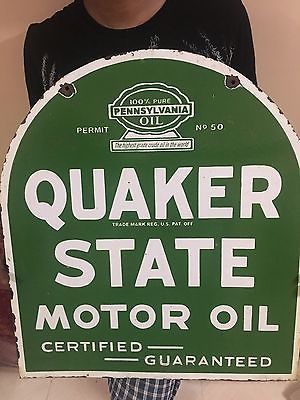 100% PURE
PENNSYLVANIA
OIL
PERMIT Nº 50
The highest grade crude oil in the world
QUAKER
TRADE MARK REG. U.S. PAT. OFF
STATE
MOTOR OIL
CERTIFIED
GUARANTEED